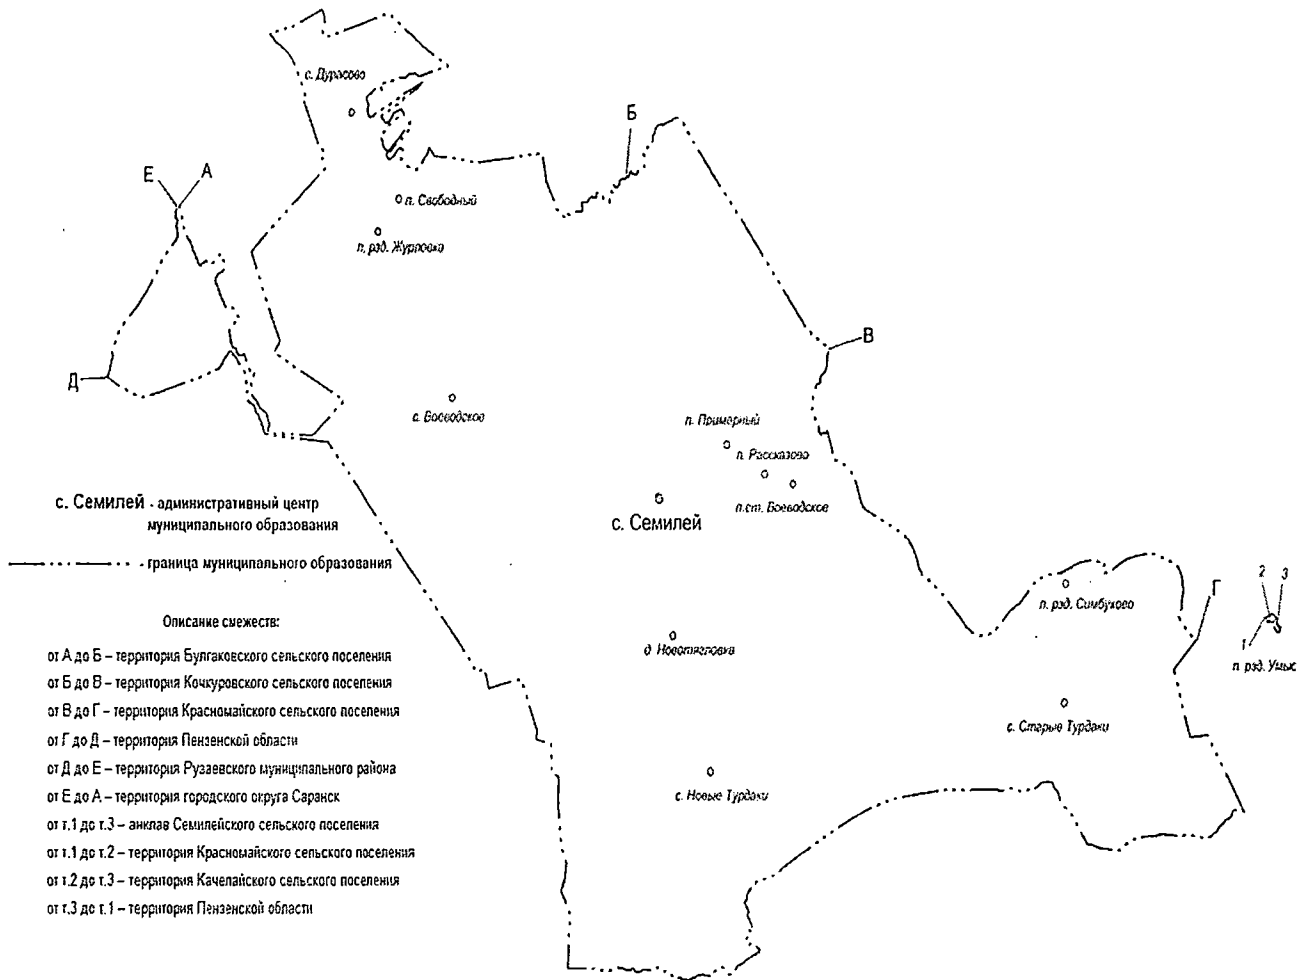 с. Дурасово
Б
Е
А
п. Свободный
п. рзд. Журловка
В
Д
с. Воеводское
п. Примерный
п. Рассказово
п.ст. Воеводское
с. Семилей
с. Семилей - административный центр
муниципального образования
граница муниципального образования
2
3
Г
п. рзд. Симбухово
1
п. рзд. Умыс
Описание смежеств:
д. Новотягловка
от А до Б – территория Булгаковского сельского поселения
от Б до В – территория Кочкуровского сельского поселения
от В до Г – территория Красномайского сельского поселения
с. Старые Турдаки
от Г до Д – территория Пензенской области
от Д до Е – территория Рузаевского муниципального района
с. Новые Турдаки
от Е до А – территория городского округа Саранск
от т.1 до т.3 – анклав Семилейского сельского поселения
от т.1 до т.2 – территория Красномайского сельского поселения
от т.2 до т.3 – территория Качелайского сельского поселения
от т.3 до т.1 – территория Пензенской области